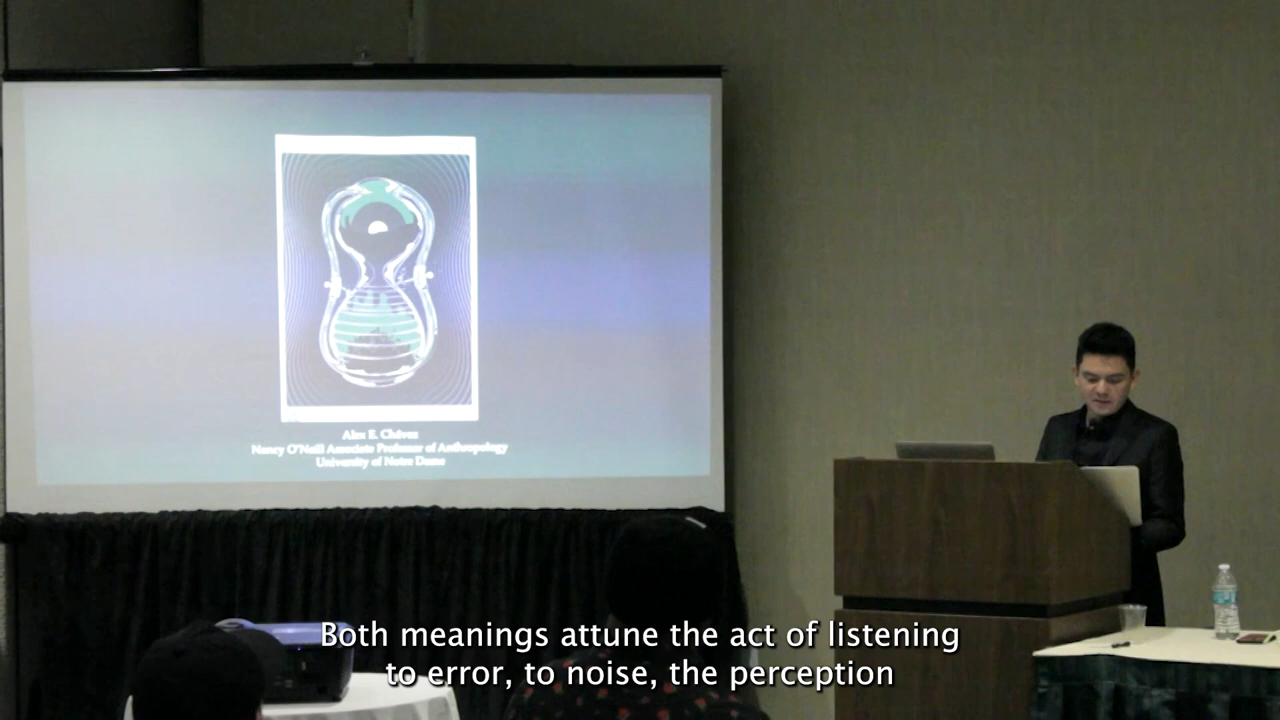 Alex E. Chávez
Nancy O'Neill Associate Professor of Anthropology
University of Notre Dame
Both meanings attune the act of listening
to error, to noise, the perception